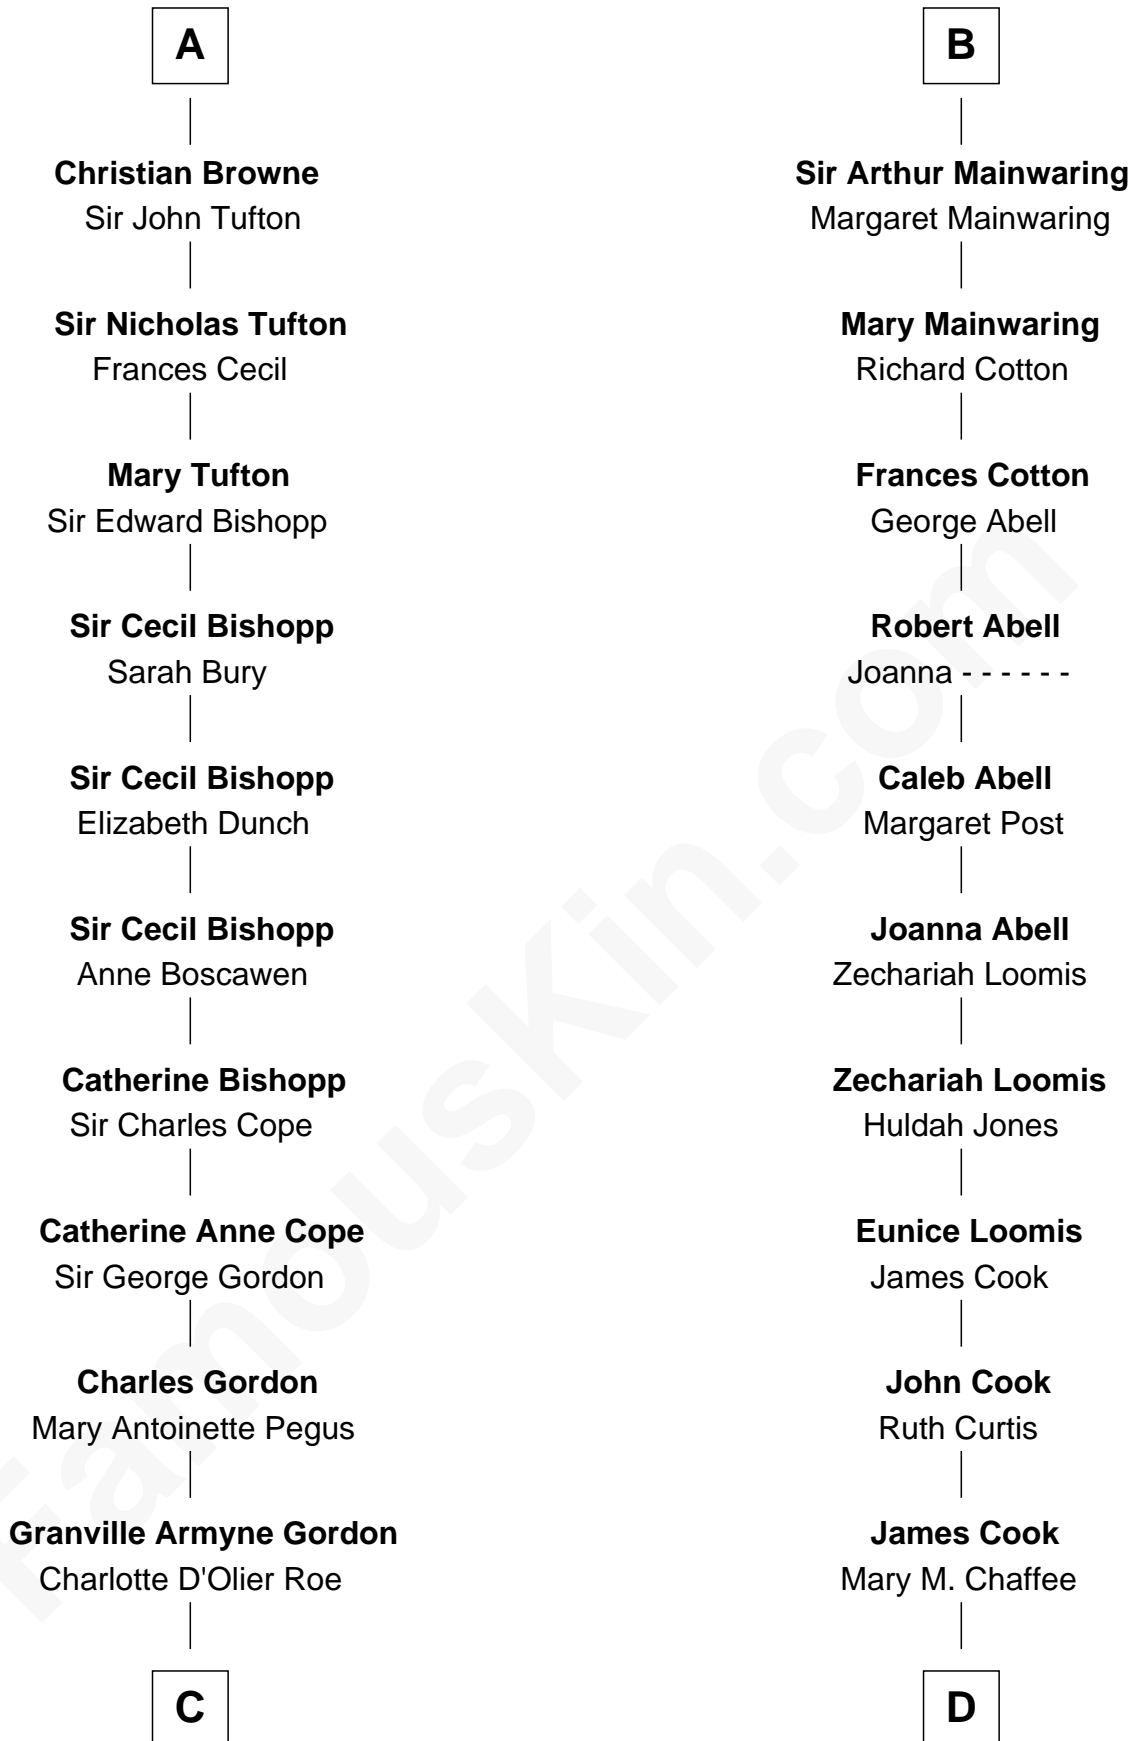 A
Christian Browne
Sir John Tufton
Sir Nicholas Tufton
Frances Cecil
Mary Tufton
Sir Edward Bishopp
Sir Cecil Bishopp
Sarah Bury
Sir Cecil Bishopp
Elizabeth Dunch
Sir Cecil Bishopp
Anne Boscawen
Catherine Bishopp
Sir Charles Cope
Catherine Anne Cope
Sir George Gordon
Charles Gordon
Mary Antoinette Pegus
Granville Armyne Gordon
Charlotte D'Olier Roe
C
B
Sir Arthur Mainwaring
Margaret Mainwaring
Mary Mainwaring
Richard Cotton
Frances Cotton
George Abell
Robert Abell
Joanna - - - - - -
Caleb Abell
Margaret Post
Joanna Abell
Zechariah Loomis
Zechariah Loomis
Huldah Jones
Eunice Loomis
James Cook
John Cook
Ruth Curtis
James Cook
Mary M. Chaffee
D
FamousKin.com